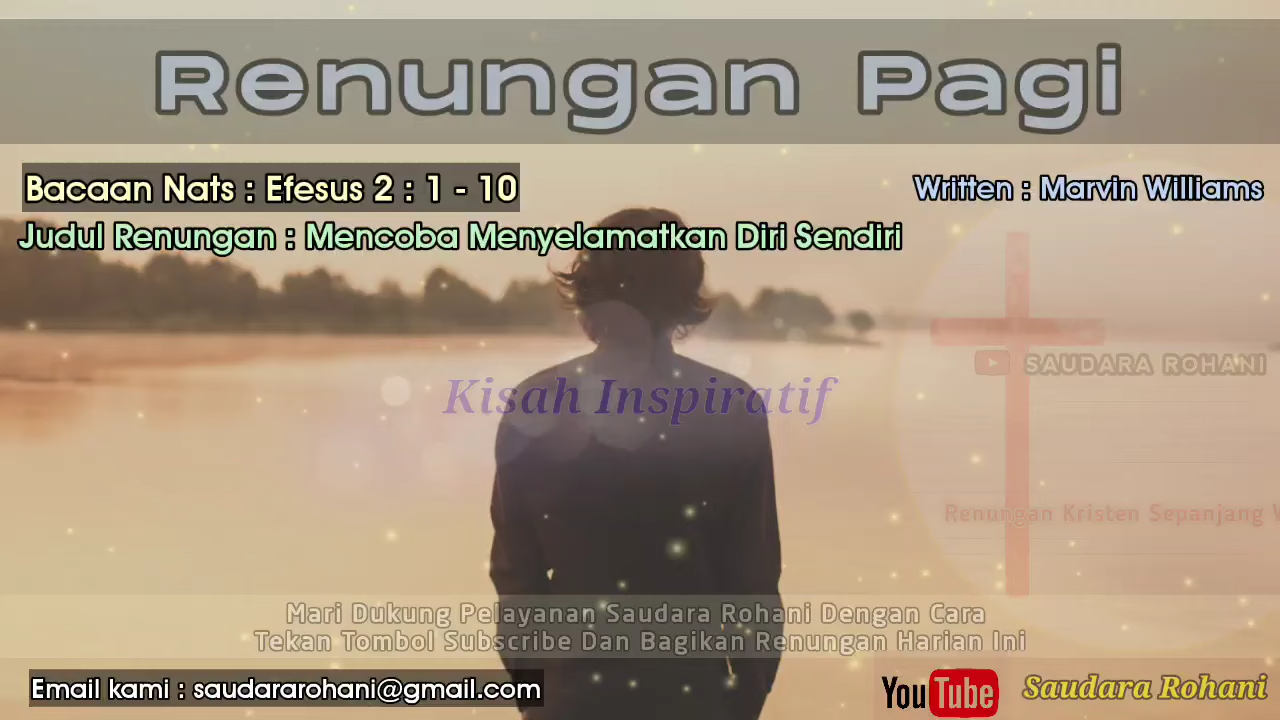 Renungan Pagi
Bacaan Nats : Efesus 2 : 1 - 10
Written : Marvin Williams
Judul Renungan : Mencoba Menyelamatkan Diri Sendiri
SAUDARA ROHANI
Kisah Inspiratif
Renungan Kristen Sepanjang
Mari Dukung Pelayanan Saudara Rohani Dengan Cara
Tekan Tombol Subscribe Dan Bagikan Renungan Harian Ini
Email kami : saudararohani@gmail.com
YouTube
Saudara Rohani